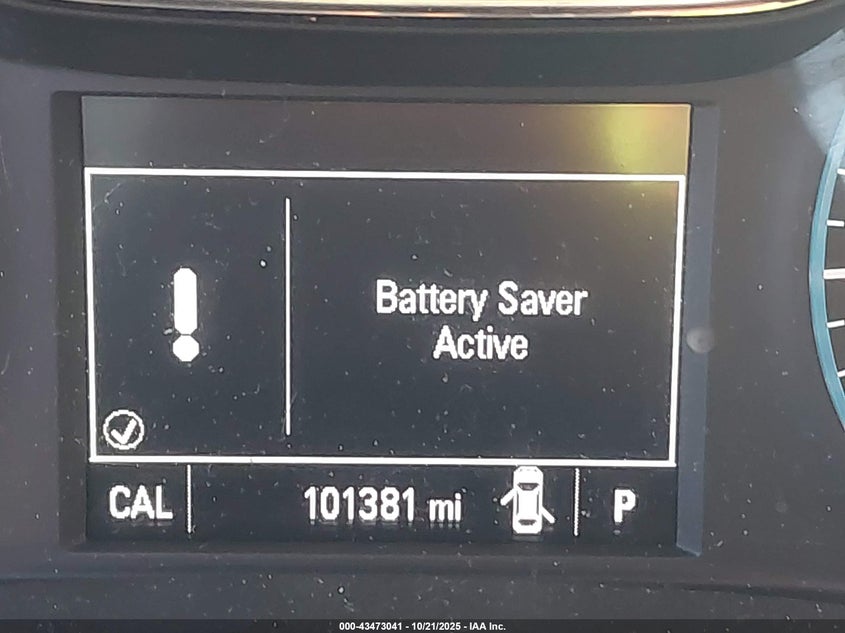 Battery Saver
Active
CAL 101381 mi P
000-43473041 - 10/21/2025 - IAA Inc.